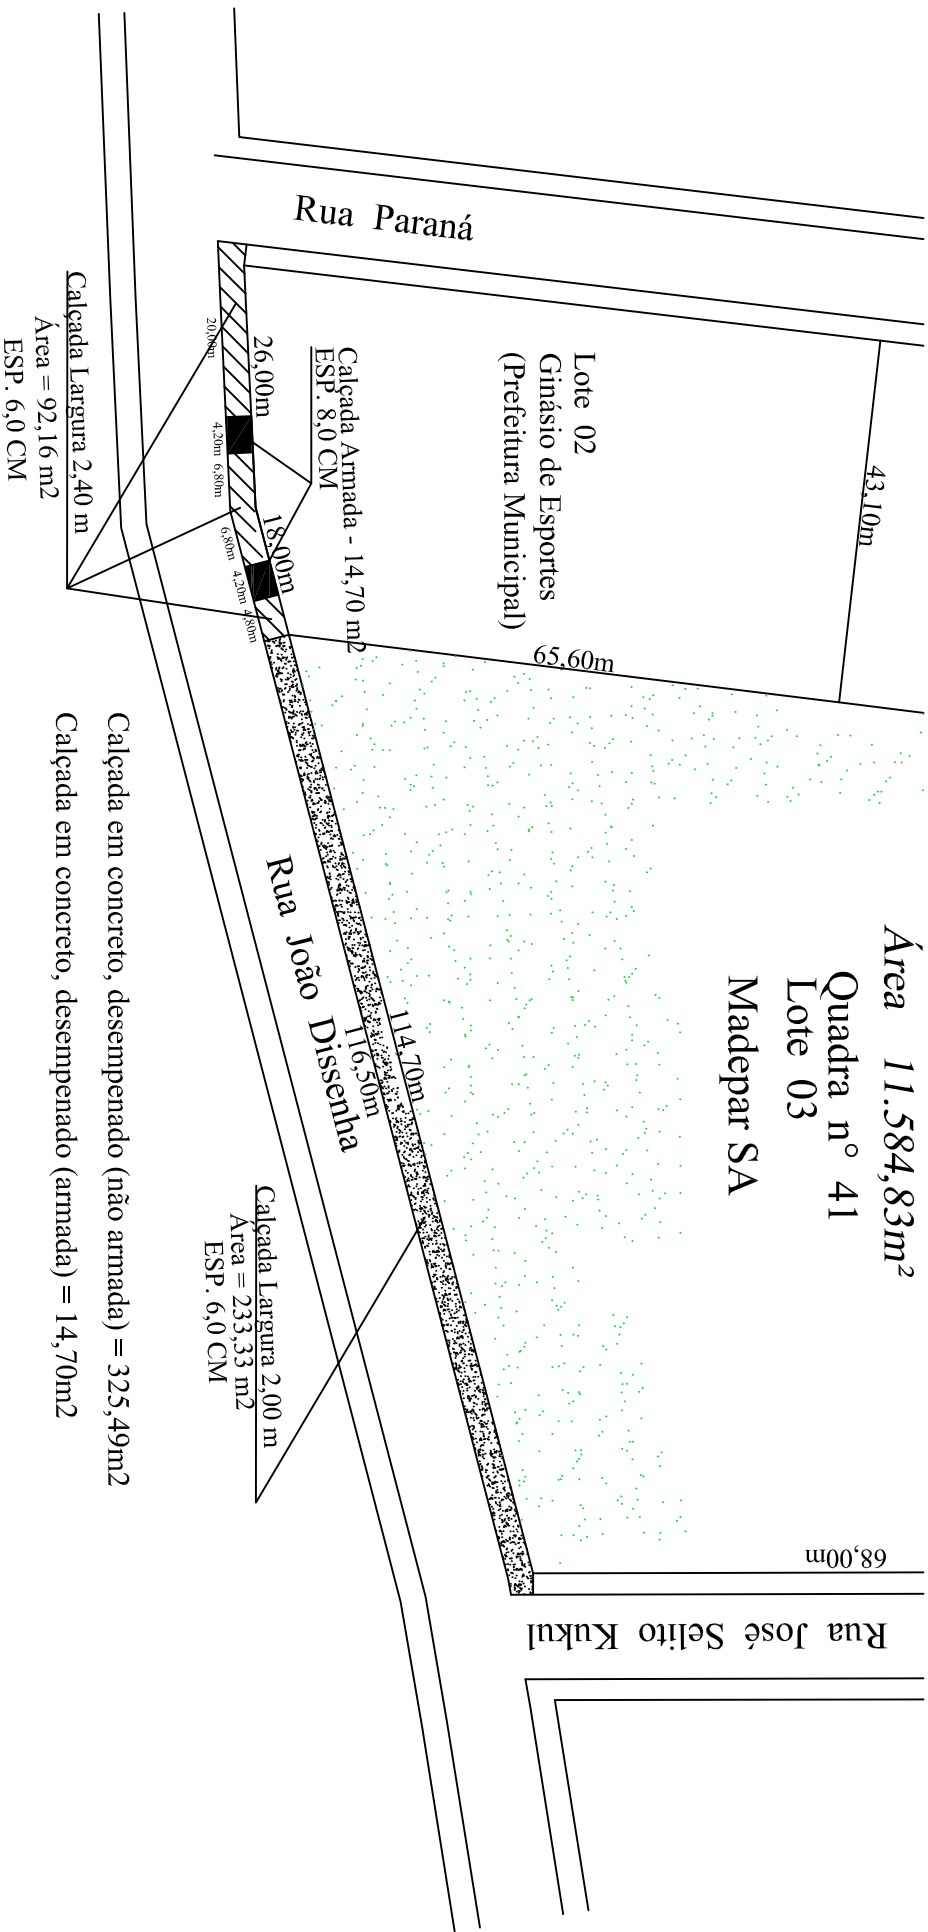 Rua Paraná
43,10m
Lote 02
Ginásio de Esportes
(Prefeitura Municipal)
65,60m
Calçada Armada - 14,70 m2
ESP. 8,0 CM
26,00m
18,00m
20,00m
4,20m
6,80m
6,80m
4,20m
4,80m
Calçada Largura 2,40 m
Área = 92,16 m2
ESP. 6,0 CM
Área 11.584,83m²
Quadra n° 41
Lote 03
Madepar SA
114,70m
116,50m
Rua João Dissenha
Calçada Largura 2,00 m
Área = 233,33 m2
ESP. 6,0 CM
68,00m
Rua José Selito Kukul
Calçada em concreto, desempenado (não armada) = 325,49m2
Calçada em concreto, desempenado (armada) = 14,70m2